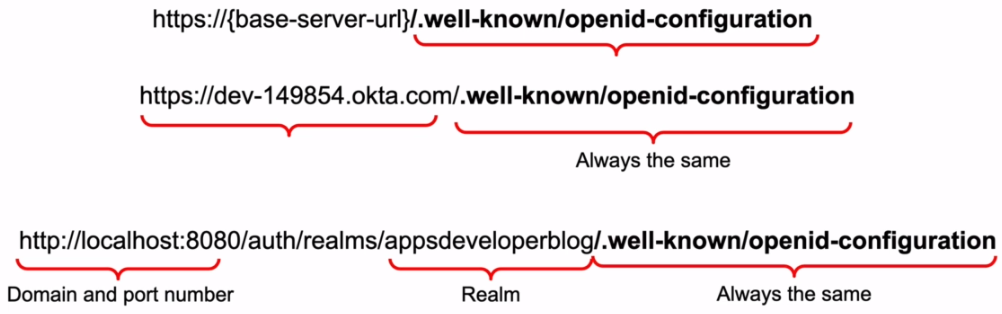 https://{base-server-url}/.well-known/openid-configuration
https://dev-149854.okta.com/.well-known/openid-configuration
Always the same
http://localhost:8080/auth/realms/appsdeveloperblog/.well-known/openid-configuration
Domain and port number Realm Always the same